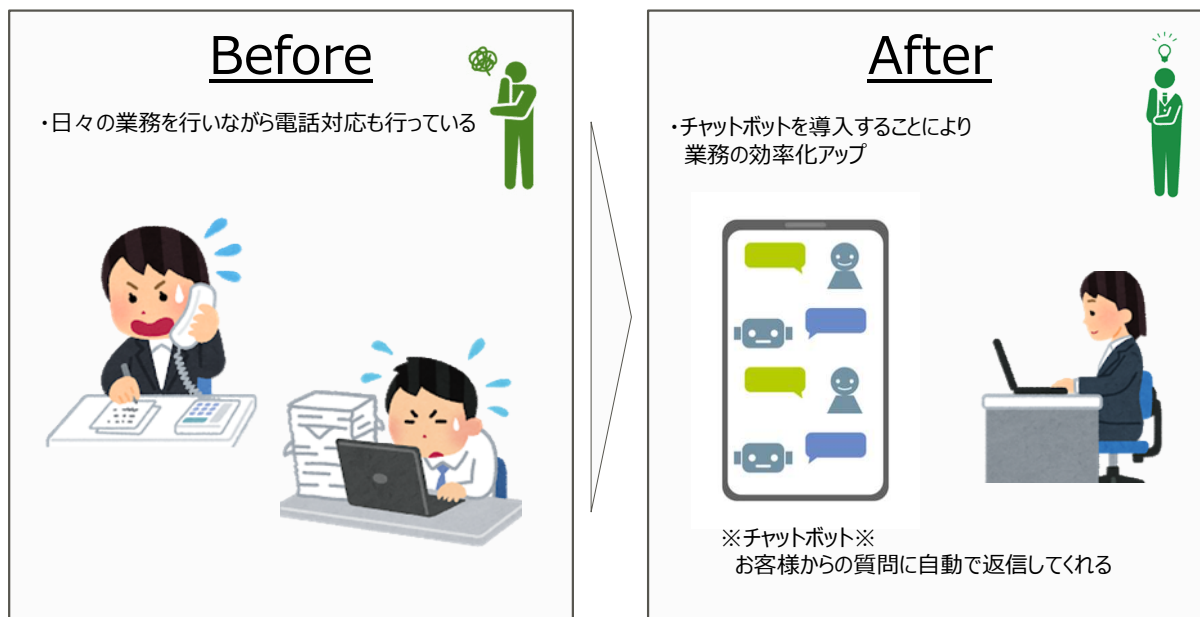 Before
・日々の業務を行いながら電話対応も行っている
After
・チャットボットを導入することにより
業務の効率化アップ
※チャットボット※
お客様からの質問に自動で返信してくれる